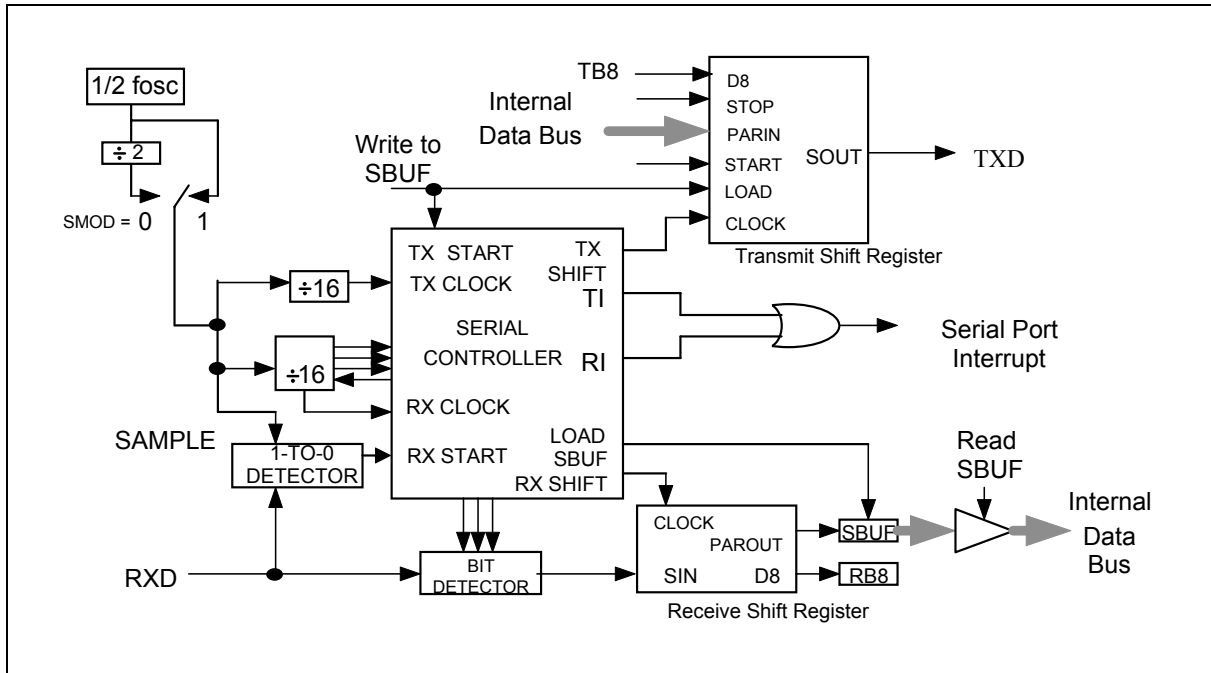 1/2 fosc
÷ 2
SMOD = 0 1
Write to
SBUF
TB8
Internal
Data Bus
D8
STOP
PARIN
START
LOAD
CLOCK
SOUT
TXD
Transmit Shift Register
÷16
÷16
SAMPLE
1-TO-0
DETECTOR
TX START
TX CLOCK
SERIAL
CONTROLLER
RX CLOCK
RX START
TX
SHIFT
TI
RI
LOAD
SBUF
RX SHIFT
Serial Port
Interrupt
RXD
BIT
DETECTOR
CLOCK
PAROUT
SIN D8
Receive Shift Register
SBUF
RB8
Read
SBUF
Internal
Data
Bus